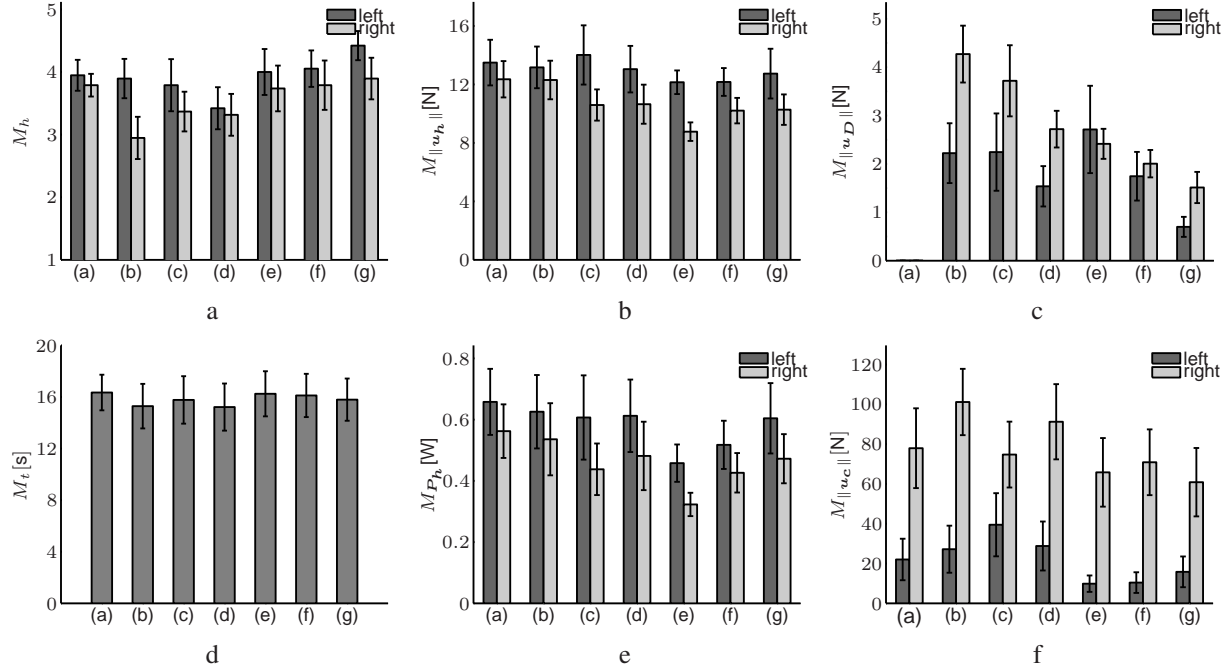 5
4
3
2
1
M_h
left
right
(a) (b) (c) (d) (e) (f) (g)
a
16
12
8
4
0
M_{‖u_h‖}[N]
left
right
(a) (b) (c) (d) (e) (f) (g)
b
5
4
3
2
1
0
M_{‖u_D‖}[N]
left
right
(a) (b) (c) (d) (e) (f) (g)
c
20
16
12
8
4
0
M_t[s]
(a) (b) (c) (d) (e) (f) (g)
d
0.8
0.6
0.4
0.2
0
M_{P_h}[W]
left
right
(a) (b) (c) (d) (e) (f) (g)
e
120
100
80
60
40
20
0
M_{‖u_c‖}[N]
left
right
(a) (b) (c) (d) (e) (f) (g)
f